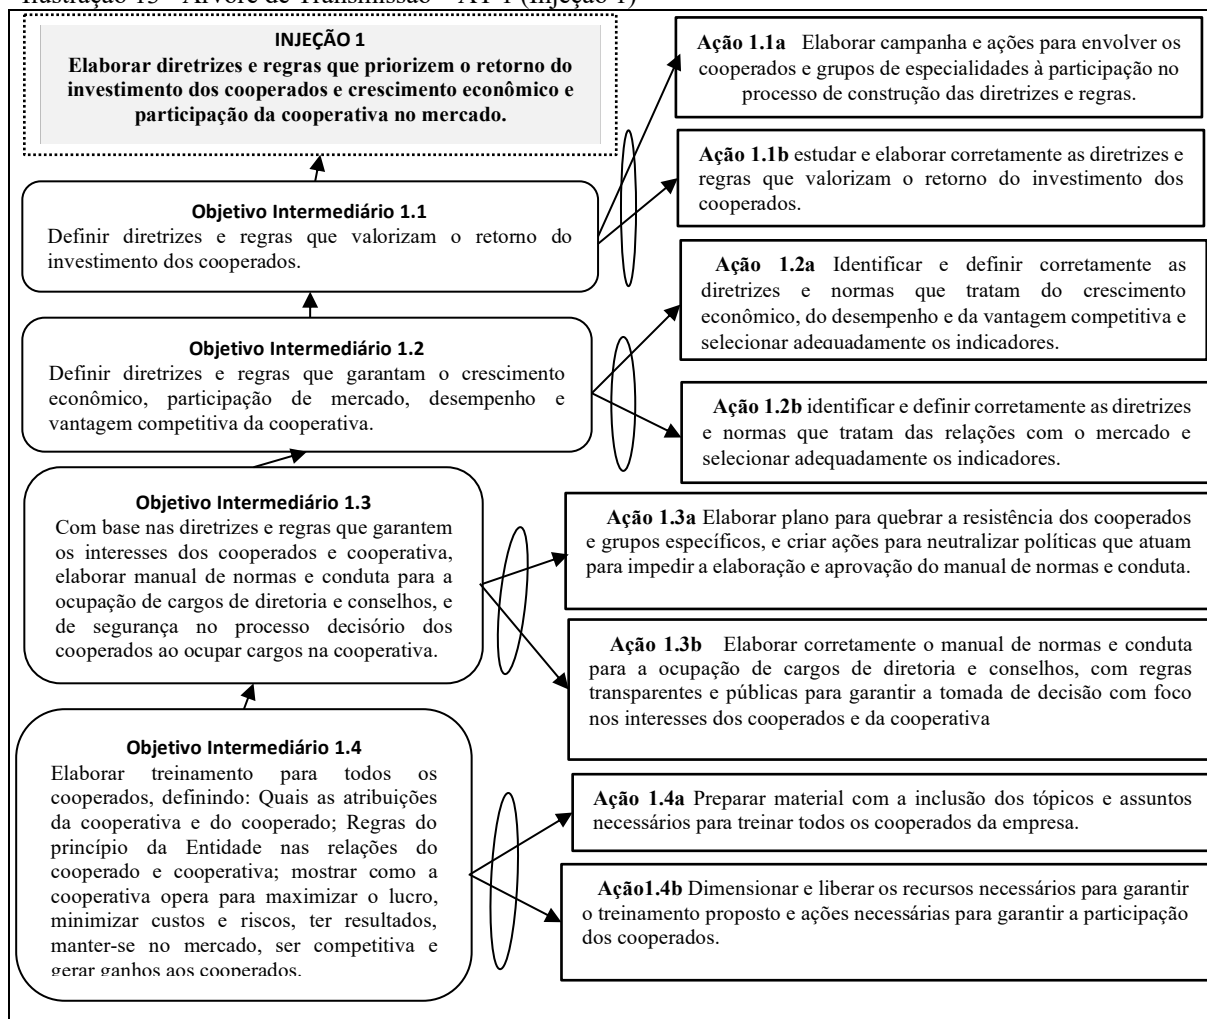 Ilustração 15 – Árvore de Transmissão – AT 1 (Injeção 1)
INJEÇÃO 1
Elaborar diretrizes e regras que priorizem o retorno do
investimento dos cooperados e crescimento econômico e
participação da cooperativa no mercado.
Ação 1.1a Elaborar campanha e ações para envolver os
cooperados e grupos de especialidades à participação no
processo de construção das diretrizes e regras.
Ação 1.1b estudar e elaborar corretamente as diretrizes e
regras que valorizam o retorno do investimento dos
cooperados.
Objetivo Intermediário 1.1
Definir diretrizes e regras que valorizam o retorno do
investimento dos cooperados.
Ação 1.2a Identificar e definir corretamente as
diretrizes e normas que tratam do crescimento
econômico, do desempenho e da vantagem competitiva e
selecionar adequadamente os indicadores.
Objetivo Intermediário 1.2
Definir diretrizes e regras que garantam o crescimento
econômico, participação de mercado, desempenho e
vantagem competitiva da cooperativa.
Ação 1.2b identificar e definir corretamente as diretrizes
e normas que tratam das relações com o mercado e
selecionar adequadamente os indicadores.
Objetivo Intermediário 1.3
Com base nas diretrizes e regras que garantem
os interesses dos cooperados e cooperativa,
elaborar manual de normas e conduta para a
ocupação de cargos de diretoria e conselhos, e
de segurança no processo decisório dos
cooperados ao ocupar cargos na cooperativa.
Ação 1.3a Elaborar plano para quebrar a resistência dos cooperados
e grupos específicos, e criar ações para neutralizar políticas que atuam
para impedir a elaboração e aprovação do manual de normas e conduta.
Ação 1.3b Elaborar corretamente o manual de normas e conduta
para a ocupação de cargos de diretoria e conselhos, com regras
transparentes e públicas para garantir a tomada de decisão com foco
nos interesses dos cooperados e da cooperativa
Objetivo Intermediário 1.4
Elaborar treinamento para todos os
cooperados, definindo: Quais as atribuições
da cooperativa e do cooperado; Regras do
princípio da Entidade nas relações do
cooperado e cooperativa; mostrar como a
cooperativa opera para maximizar o lucro,
minimizar custos e riscos, ter resultados,
manter-se no mercado, ser competitiva e
gerar ganhos aos cooperados.
Ação 1.4a Preparar material com a inclusão dos tópicos e assuntos
necessários para treinar todos os cooperados da empresa.
Ação1.4b Dimensionar e liberar os recursos necessários para garantir
o treinamento proposto e ações necessárias para garantir a participação
dos cooperados.